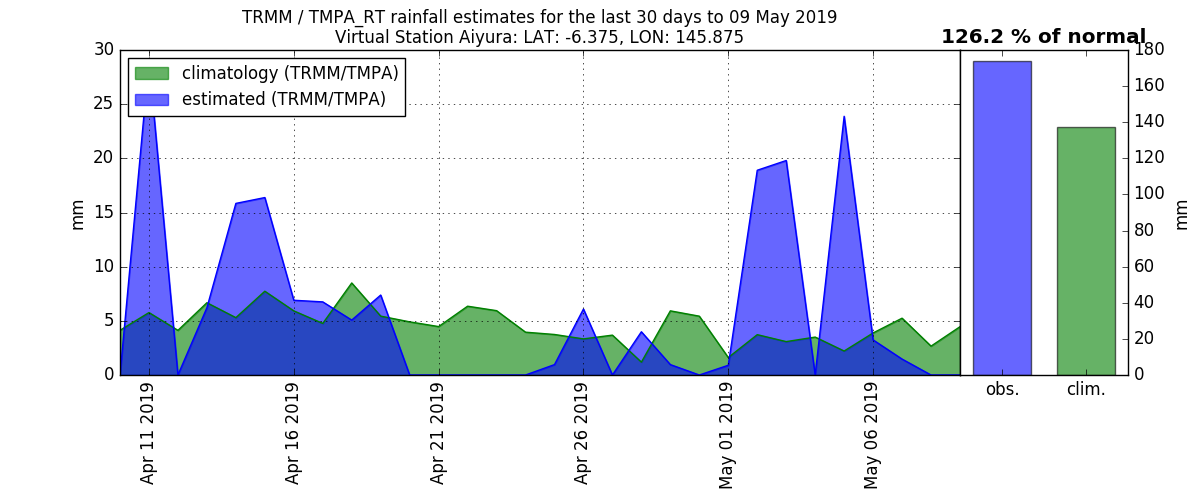 TRMM / TMPA_RT rainfall estimates for the last 30 days to 09 May 2019
Virtual Station Aiyura: LAT: -6.375, LON: 145.875
126.2 % of normal
climatology (TRMM/TMPA)
estimated (TRMM/TMPA)
mm
30
25
20
15
10
5
0
Apr 11 2019
Apr 16 2019
Apr 21 2019
Apr 26 2019
May 01 2019
May 06 2019
obs.
clim.
180
160
140
120
100
80
60
40
20
0
mm